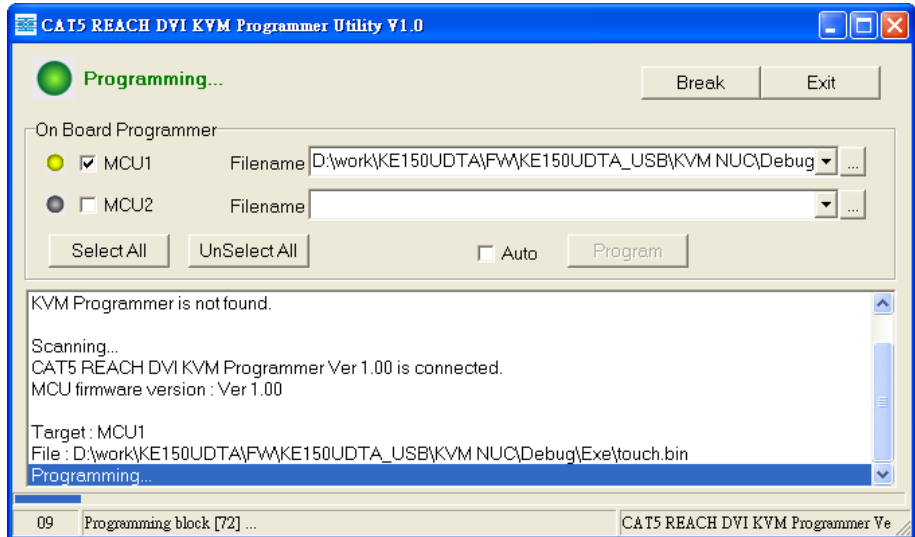 CAT5 REACH DVI KVM Programmer Utility V1.0
Programming...
Break
Exit
On Board Programmer
MCU1
Filename
D:\work\KE150UDTA\FW\KE150UDTA_USB\KVM NUC\Debug
...
MCU2
Filename
...
Select All
UnSelect All
Auto
Program
KVM Programmer is not found.
Scanning...
CAT5 REACH DVI KVM Programmer Ver 1.00 is connected.
MCU firmware version : Ver 1.00
Target : MCU1
File : D:\work\KE150UDTA\FW\KE150UDTA_USB\KVM NUC\Debug\Exe\touch.bin
Programming...
09
Programming block [72] ...
CAT5 REACH DVI KVM Programmer Ve